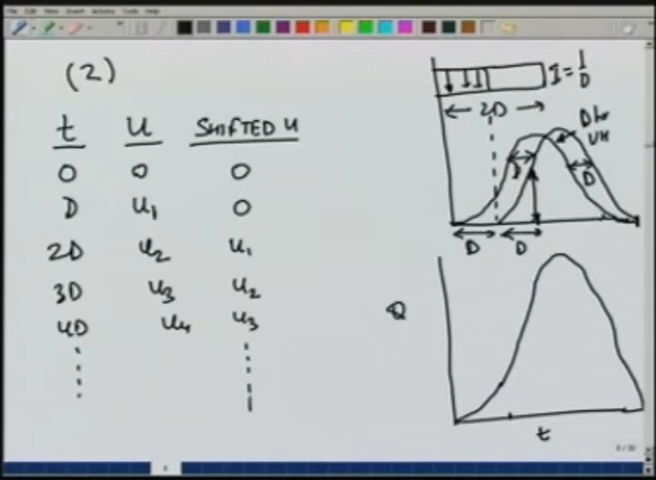 (2)
t U SHIFTED U
0 0 0
D u₁ 0
2D u₂ u₁
3D u₃ u₂
4D u₄ u₃
I = 1/D
2D
D hr
UH
D D
D D
Q
t